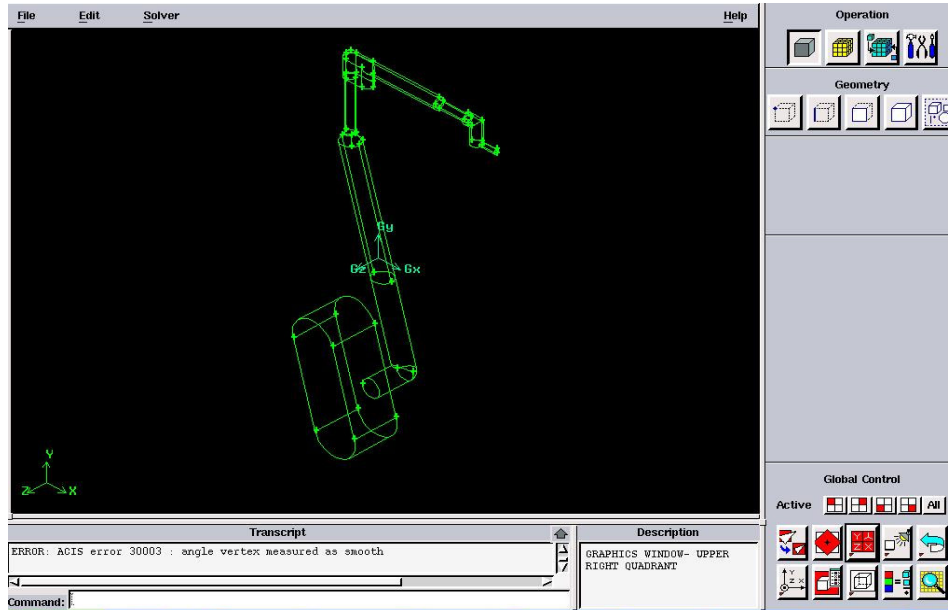 File Edit Solver Help
Operation
Geometry
Gy
Gz Gx
Y
Z X
Global Control
Active All
Transcript
Description
ERROR: ACIS error 30003 : angle vertex measured as smooth
GRAPHICS WINDOW- UPPER
RIGHT QUADRANT
Command: